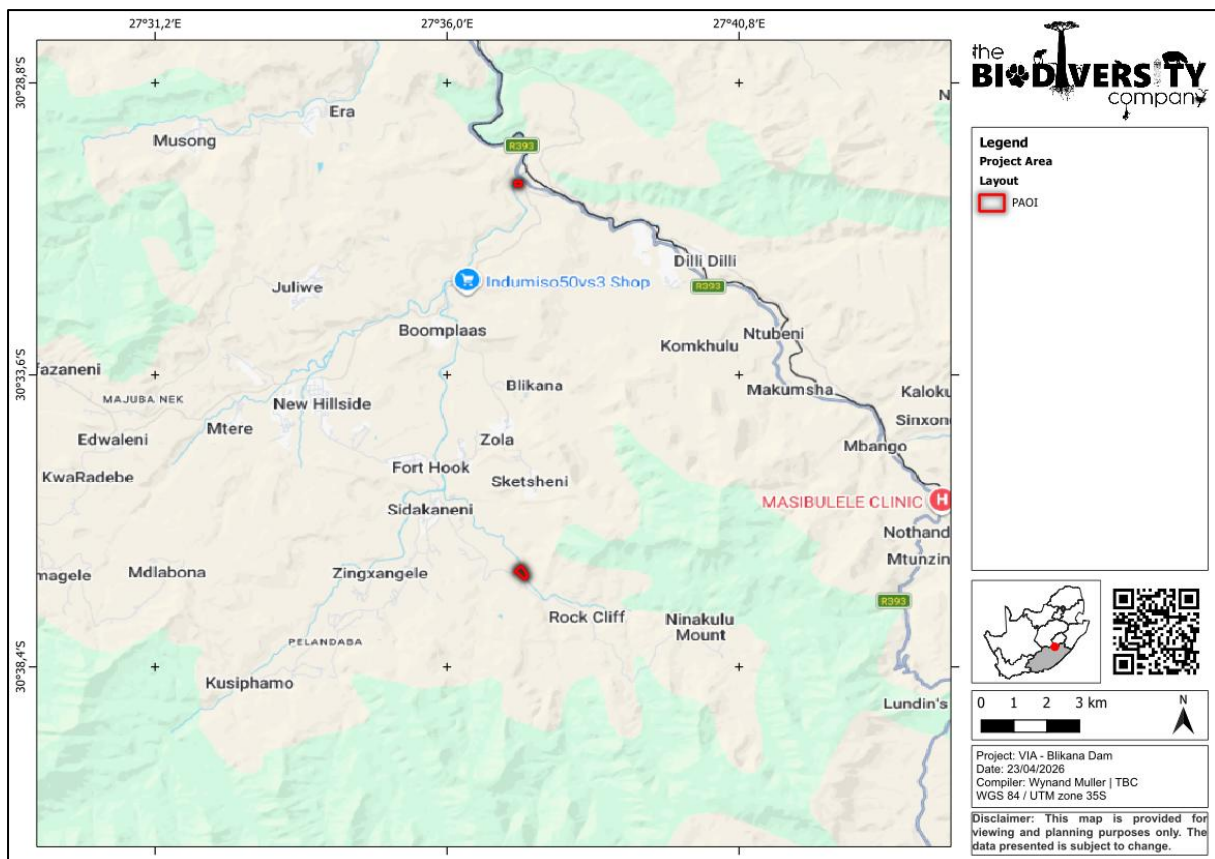 27°31,2'E
27°36,0'E
27°40,8'E
30°28,8'S
30°33,6'S
30°38,4'S
N
Era
Musong
R393
Dilli Dilli
Juliwe
Indumiso50vs3 Shop
R393
Boomplaas
Ntubeni
Komkhulu
fazaneni
Blikana
Makumsha
Kaloku
MAJUBA NEK
New Hillside
Sinxon
Mtere
Edwaleni
Zola
Mbango
KwaRadebe
Fort Hook
Sketsheni
MASIBULELE CLINIC
H
Sidakaneni
Nothand
Mtunzin
magele
Mdlabona
Zingxangele
R393
Rock Cliff
Ninakulu
Mount
PELANDABA
Kusiphamo
Lundin's
the
BIODIVERSITY
company
Legend
Project Area
Layout
PAOI
0 1 2 3 km
N
Project: VIA - Blikana Dam
Date: 23/04/2026
Compiler: Wynand Muller | TBC
WGS 84 / UTM zone 35S
Disclaimer: This map is provided for
viewing and planning purposes only. The
data presented is subject to change.